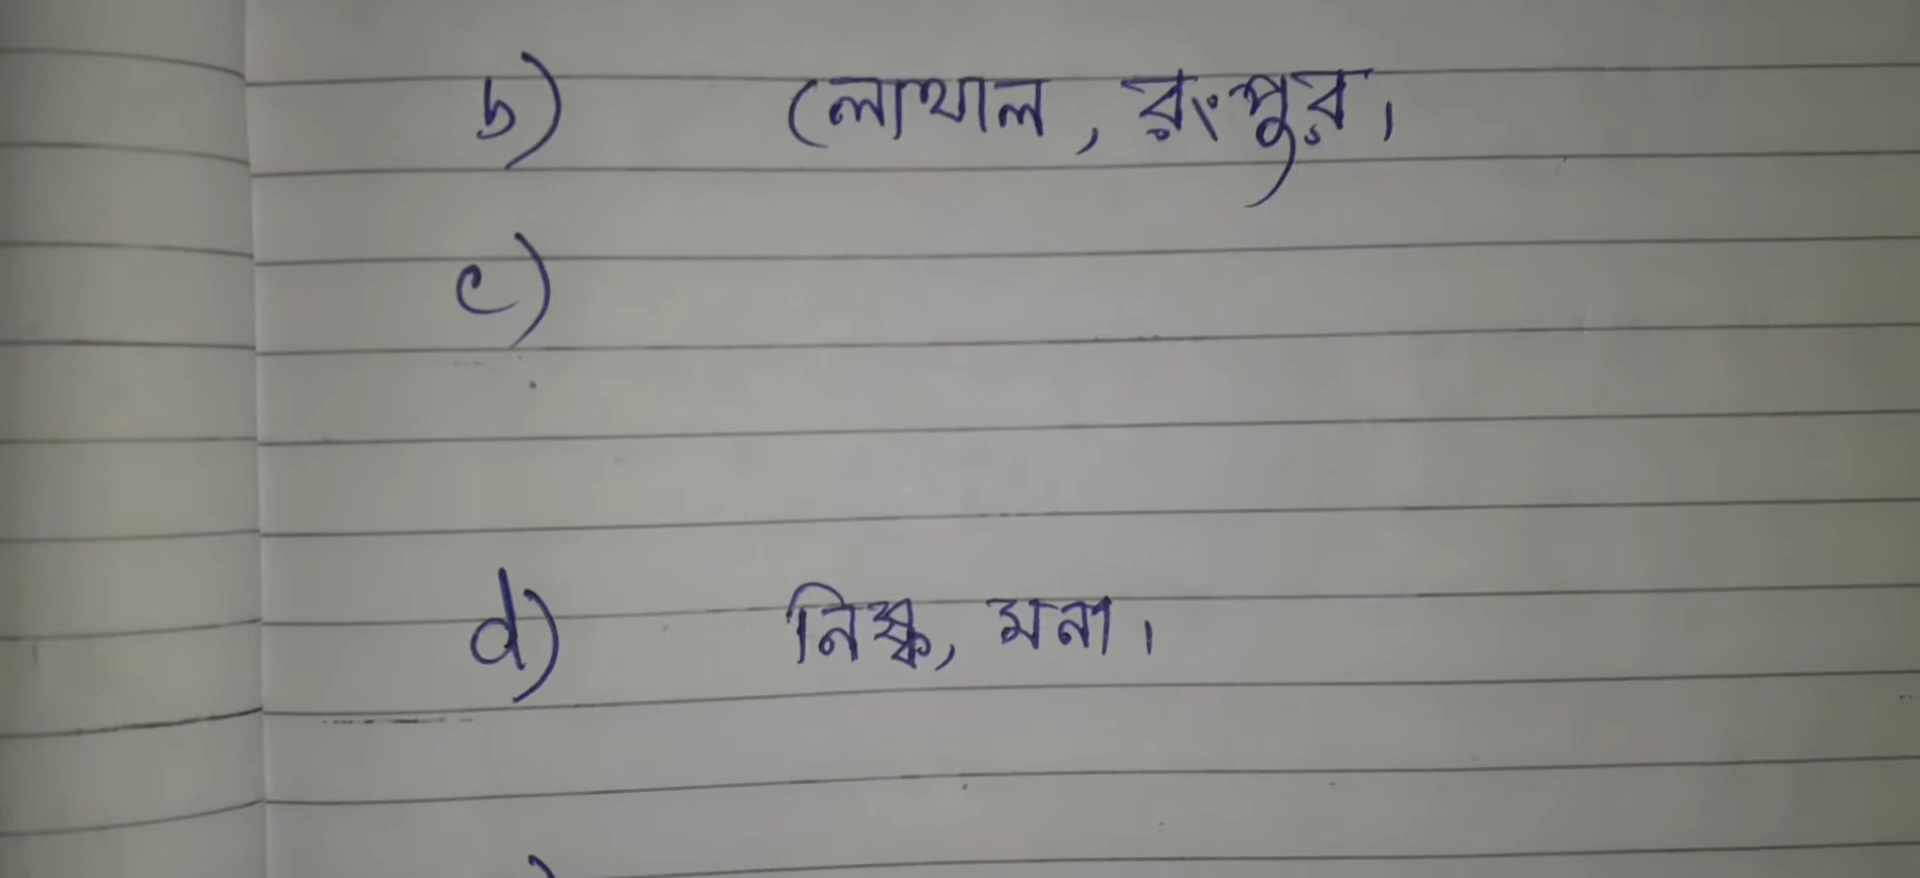 b) লোথাল, রংপুর।
c)
d) নিষ্ক, মনা।